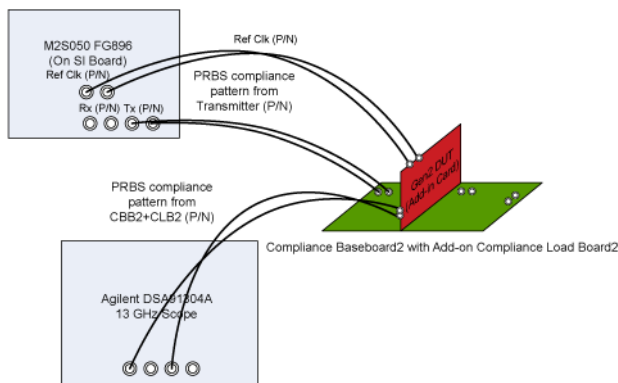 M2S050 FG896
(On SI Board)
Ref Clk (P/N)
Rx (P/N) Tx (P/N)
Ref Clk (P/N)
PRBS compliance
pattern from
Transmitter (P/N)
Gen2 DUT
(Add-in Card)
PRBS compliance
pattern from
CBB2+CLB2 (P/N)
Compliance Baseboard2 with Add-on Compliance Load Board2
Agilent DSA91304A
13 GHz Scope